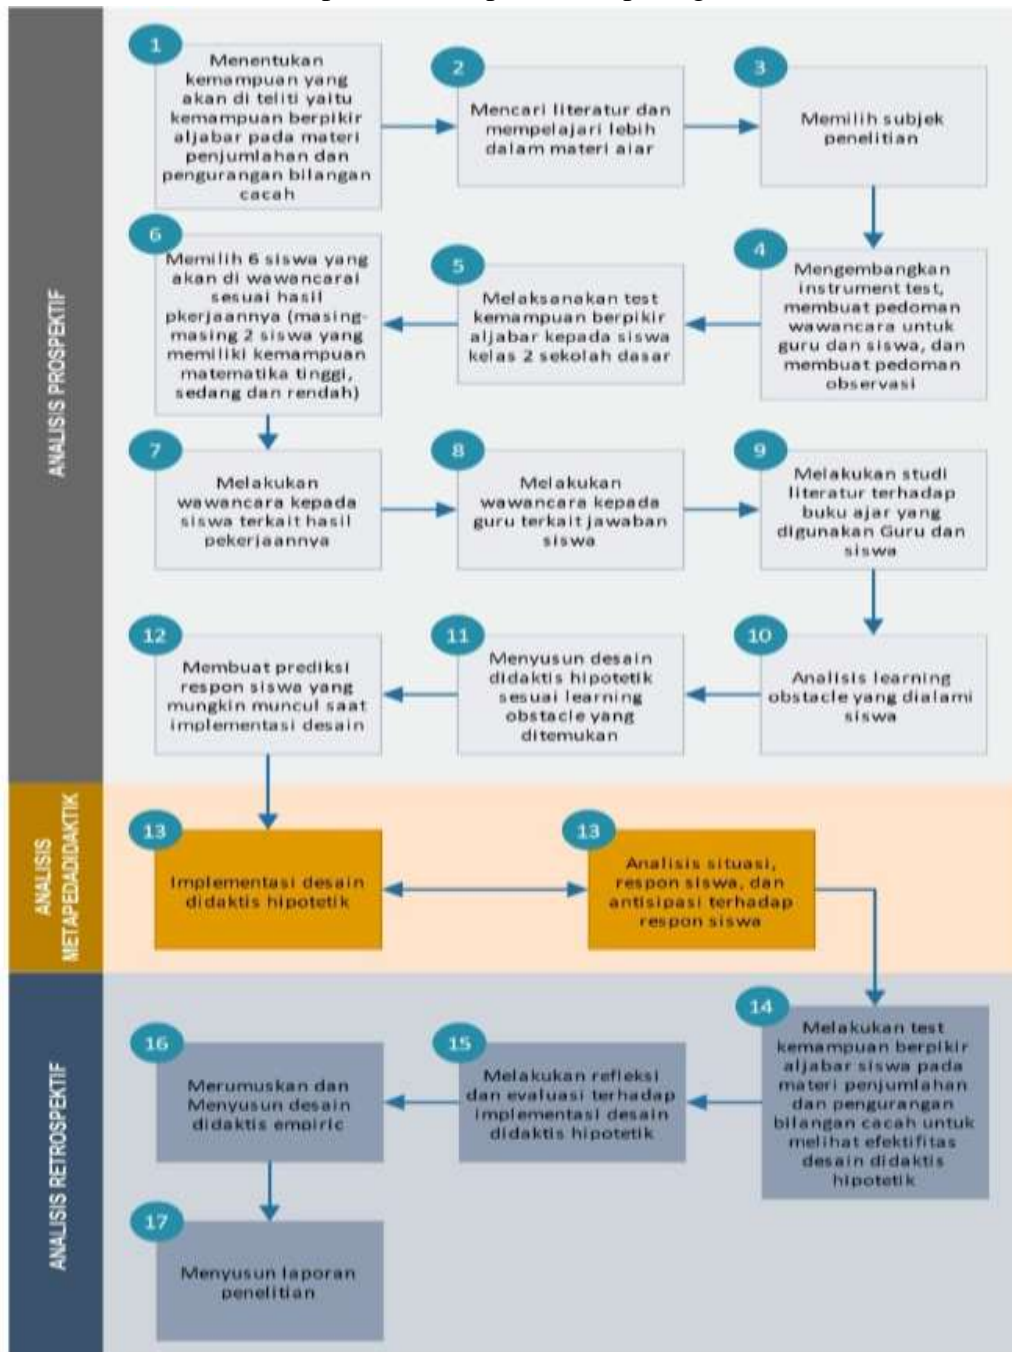 ANALISIS PROSPEKTIF
1
Menentukan
kemampuan yang
akan di teliti yaitu
kemampuan berpikir
aljabar pada materi
penjumlahan dan
pengurangan bilangan
cacah
2
Mencari literatur dan
mempelajari lebih
dalam materi ajar
3
Memilih subjek
penelitian
4
Mengembangkan
instrument test,
membuat pedoman
wawancara untuk
guru dan siswa, dan
membuat pedoman
observasi
5
Melaksanakan test
kemampuan berpikir
aljabar kepada siswa
kelas 2 sekolah dasar
6
Memilih 6 siswa yang
akan di wawancarai
sesuai hasil
pkerjaannya (masing-
masing 2 siswa yang
memiliki kemampuan
matematika tinggi,
sedang dan rendah)
7
Melakukan
wawancara kepada
siswa terkait hasil
pekerjaannya
8
Melakukan
wawancara kepada
guru terkait jawaban
siswa
9
Melakukan studi
literatur terhadap
buku ajar yang
digunakan Guru dan
siswa
10
Analisis learning
obstacle yang dialami
siswa
11
Menyusun desain
didaktis hipotetik
sesuai learning
obstacle yang
ditemukan
12
Membuat prediksi
respon siswa yang
mungkin muncul saat
implementasi desain
ANALISIS
METAPEDADIDAKTIK
13
Implementasi desain
didaktis hipotetik
13
Analisis situasi,
respon siswa, dan
antisipasi terhadap
respon siswa
ANALISIS RETROSPEKTIF
14
Melakukan test
kemampuan berpikir
aljabar siswa pada
materi penjumlahan
dan pengurangan
bilangan cacah untuk
melihat efektifitas
desain didaktis
hipotetik
15
Melakukan refleksi
dan evaluasi terhadap
implementasi desain
didaktis hipotetik
16
Merumuskan dan
Menyusun desain
didaktis empiric
17
Menyusun laporan
penelitian